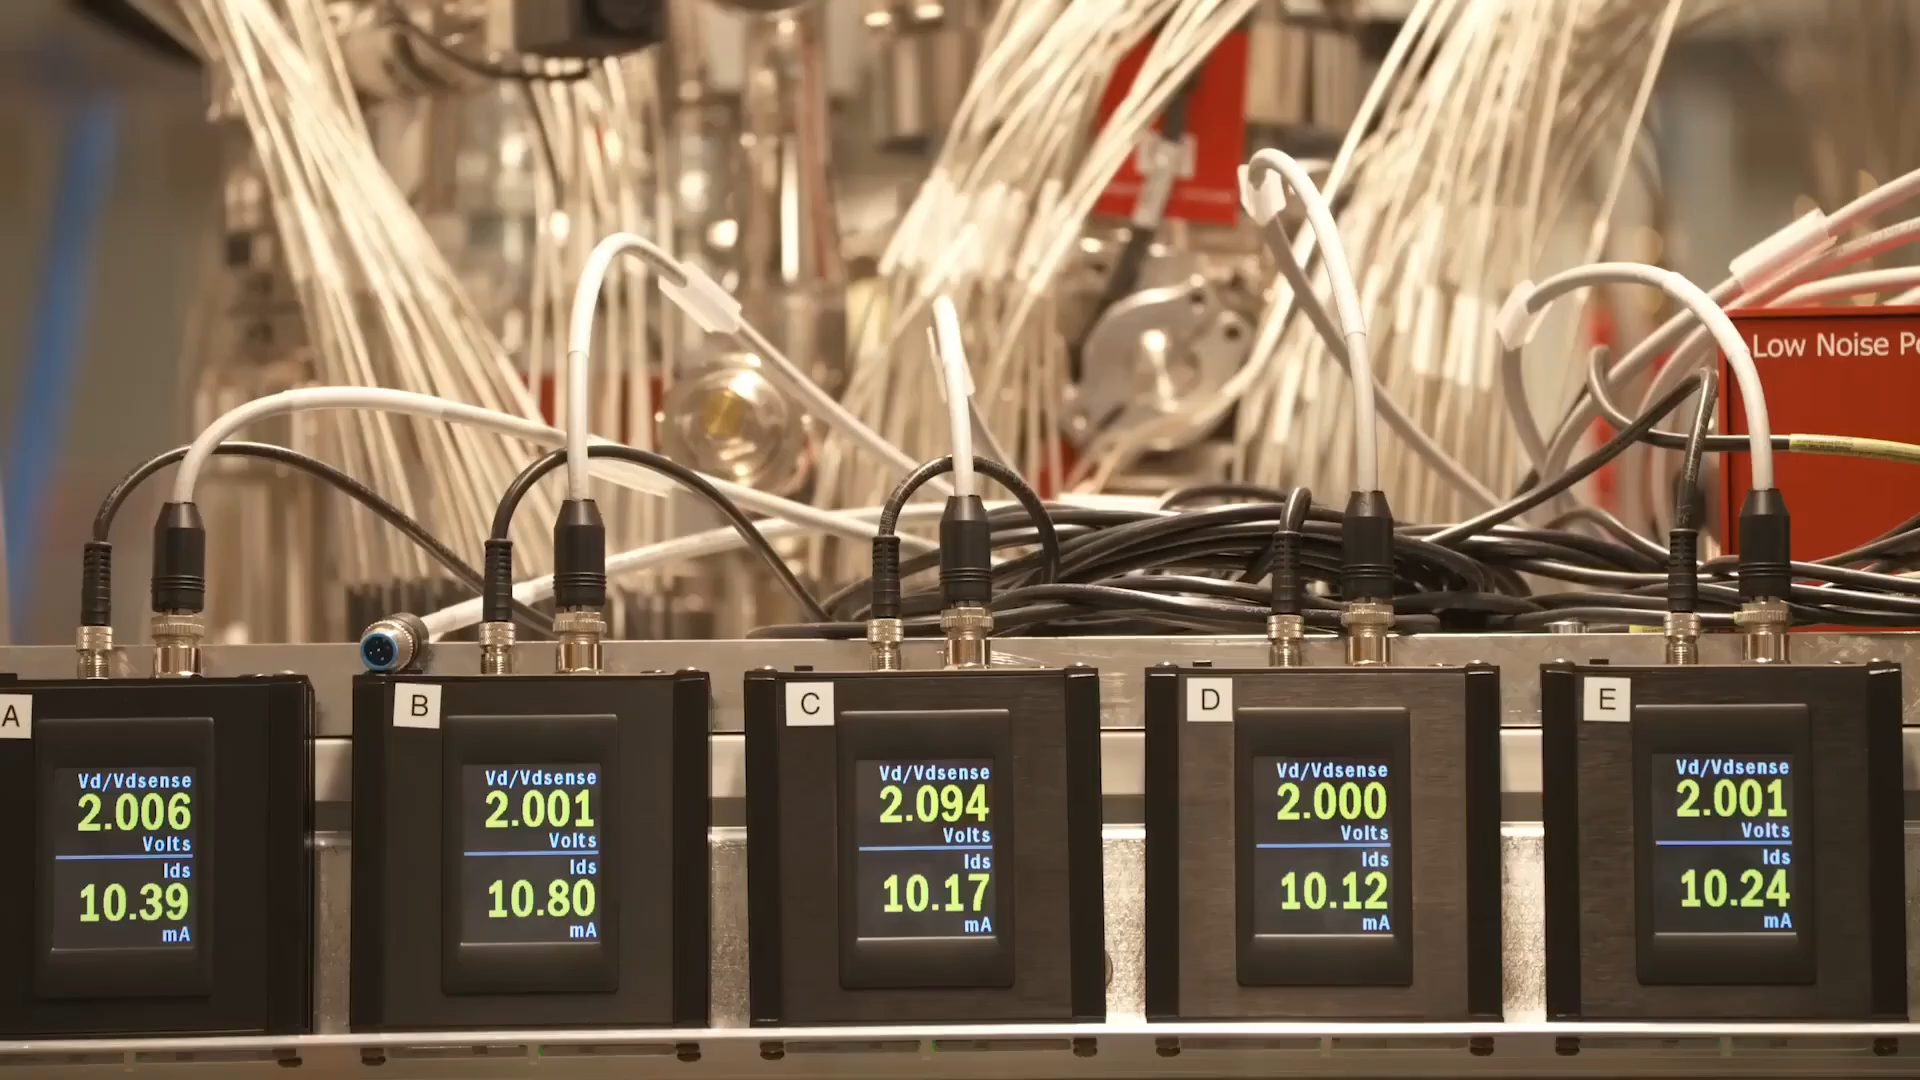 Low Noise P
A
Vd/Vdsense
2.006
Volts
Ids
10.39
mA
B
Vd/Vdsense
2.001
Volts
Ids
10.80
mA
C
Vd/Vdsense
2.094
Volts
Ids
10.17
mA
D
Vd/Vdsense
2.000
Volts
Ids
10.12
mA
E
Vd/Vdsense
2.001
Volts
Ids
10.24
mA